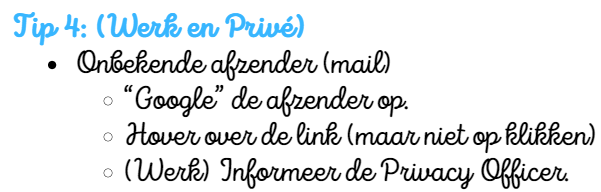 Tip 4: (Werk en Privé)
• Onbekende afzender (mail)
○ “Google” de afzender op.
○ Hover over de link (maar niet op klikken)
○ (Werk) Informeer de Privacy Officer.